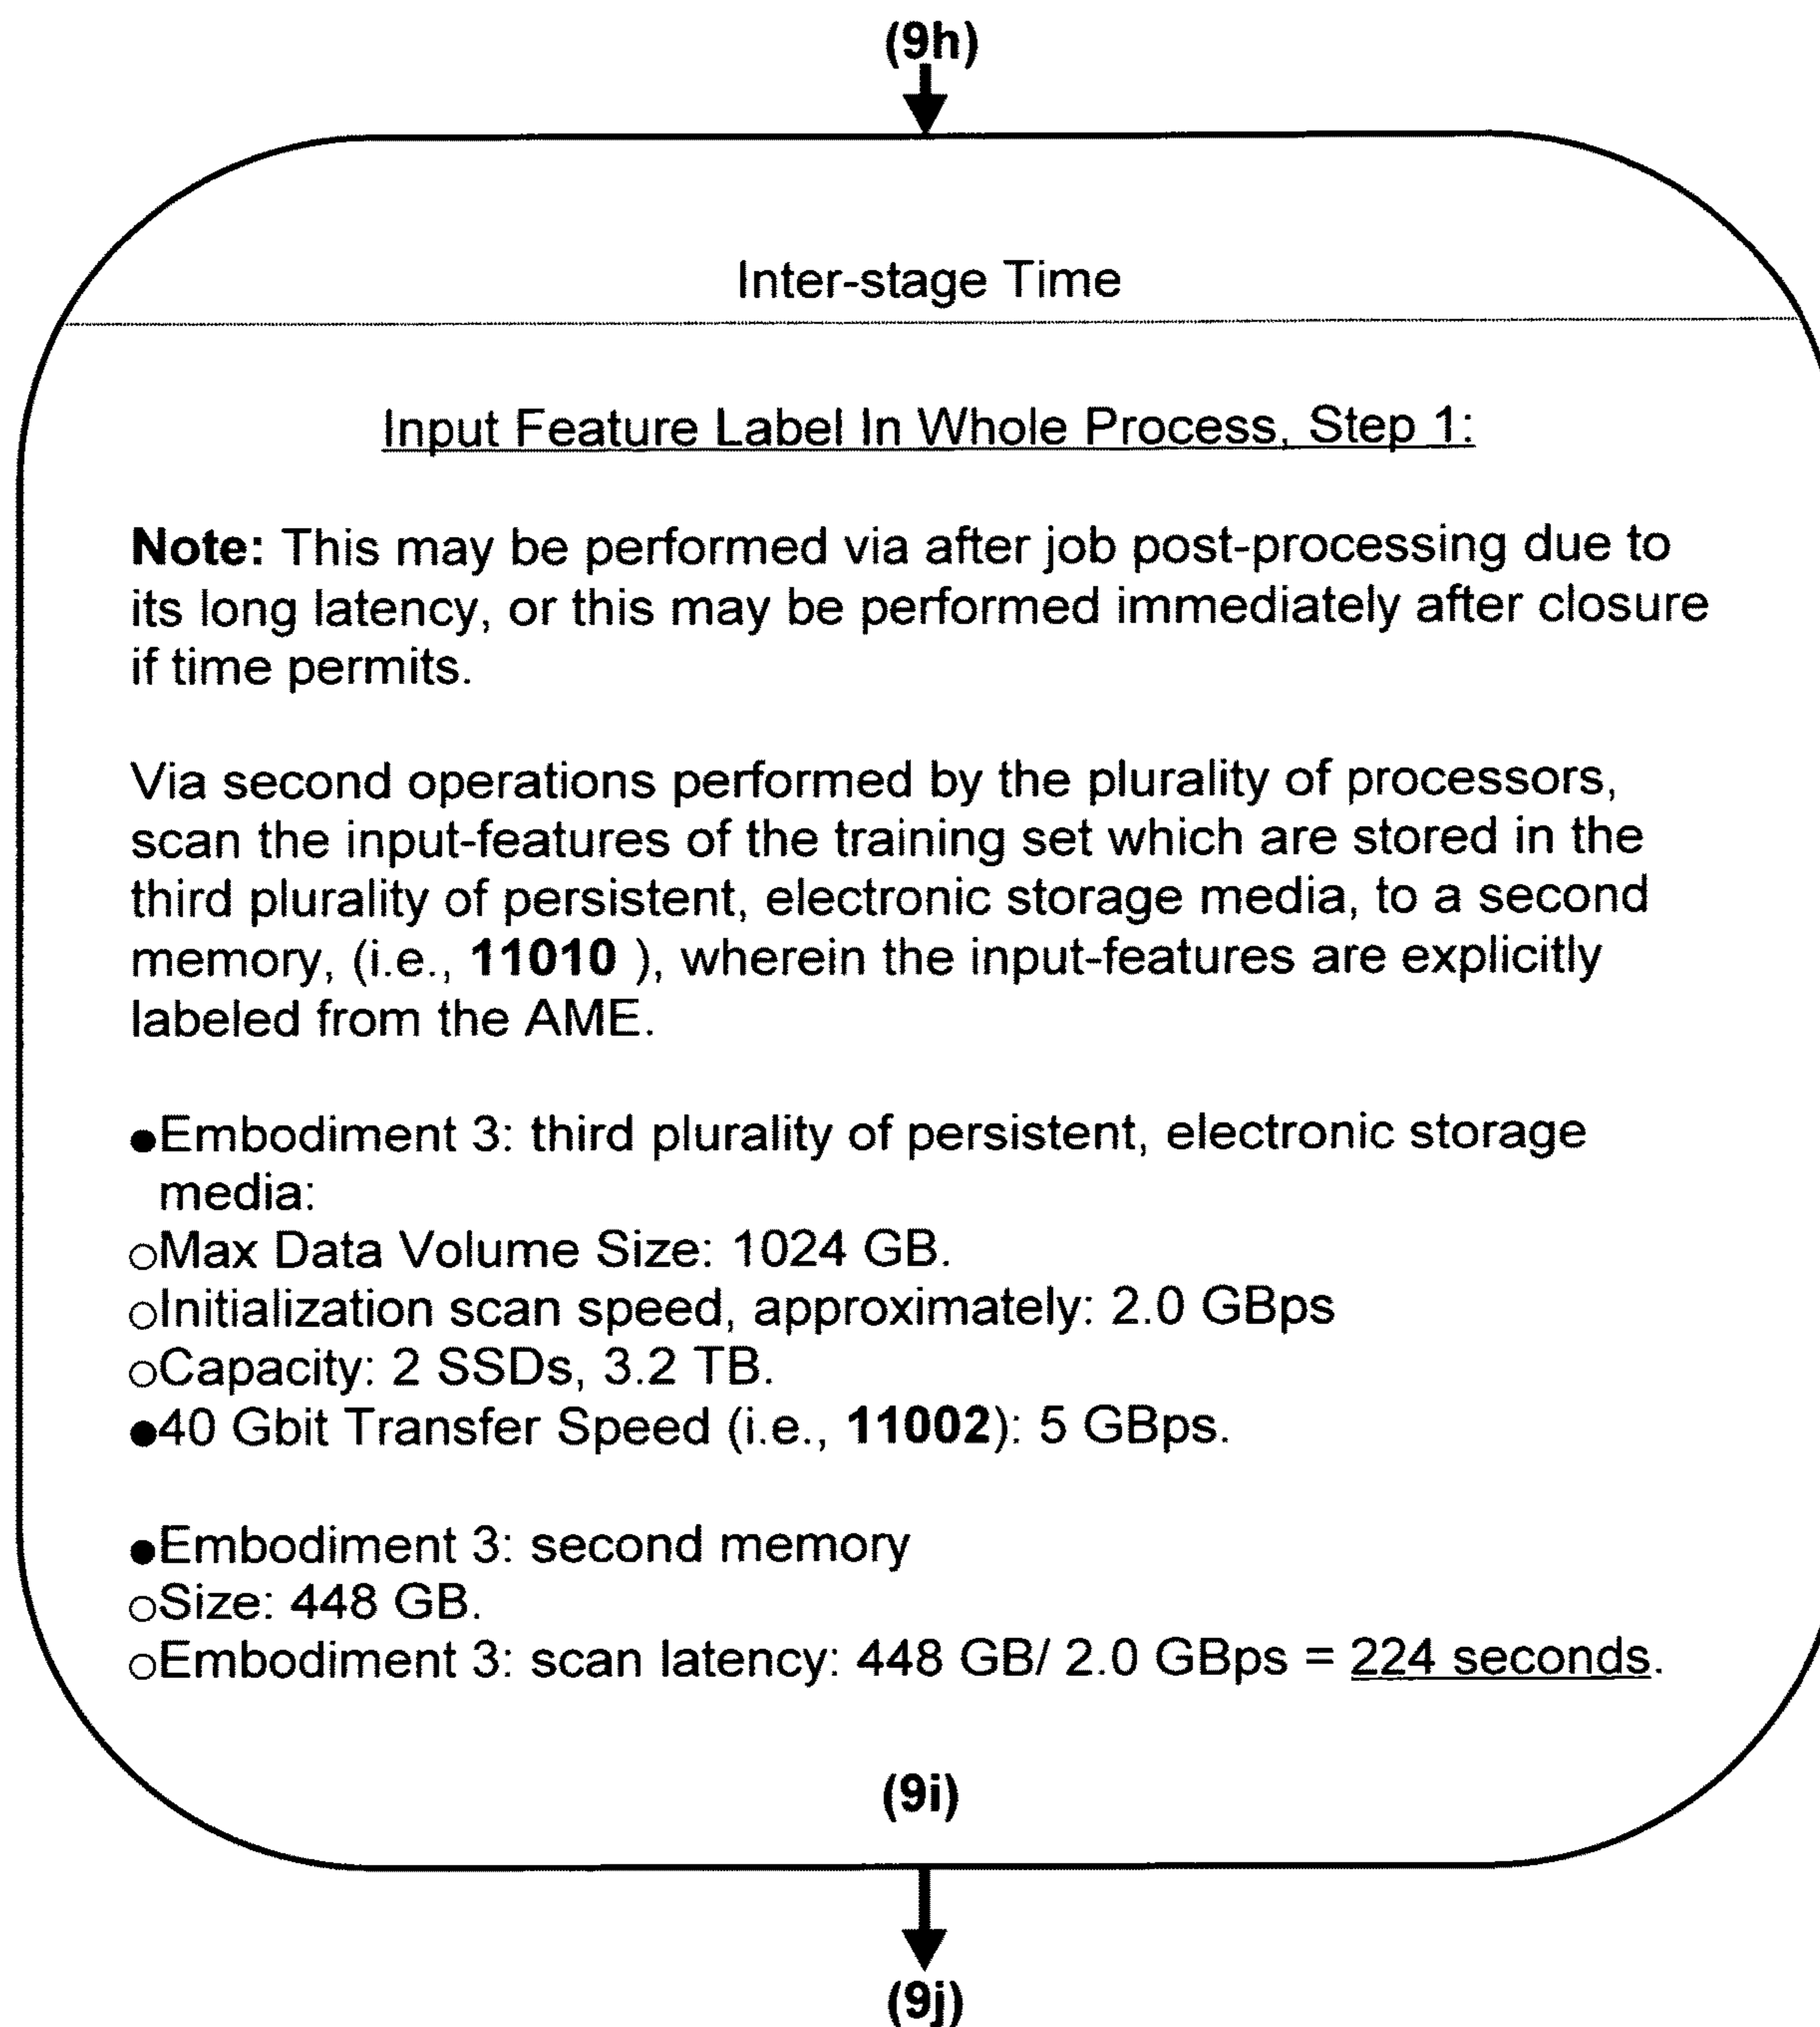 (9h)
Inter-stage Time
Input Feature Label In Whole Process, Step 1:
Note: This may be performed via after job post-processing due to
its long latency, or this may be performed immediately after closure
if time permits.
Via second operations performed by the plurality of processors,
scan the input-features of the training set which are stored in the
third plurality of persistent, electronic storage media, to a second
memory, (i.e., 11010 ), wherein the input-features are explicitly
labeled from the AME.
●Embodiment 3: third plurality of persistent, electronic storage
media:
○Max Data Volume Size: 1024 GB.
○Initialization scan speed, approximately: 2.0 GBps
○Capacity: 2 SSDs, 3.2 TB.
●40 Gbit Transfer Speed (i.e., 11002): 5 GBps.
●Embodiment 3: second memory
○Size: 448 GB.
○Embodiment 3: scan latency: 448 GB/ 2.0 GBps = 224 seconds.
(9i)
(9j)